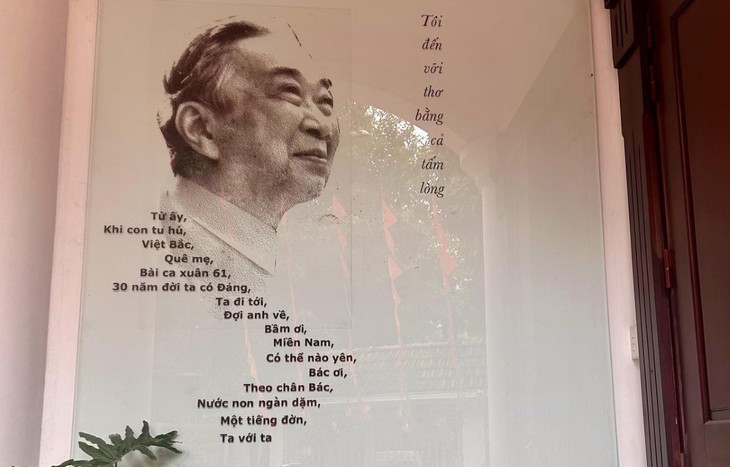 Tôi
đến
với
thơ
bằng
cả
tấm
lòng
Từ ấy,
Khi con tu hú,
Việt Bắc,
Quê mẹ,
Bài ca xuân 61,
30 năm đời ta có Đảng,
Ta đi tới,
Đợi anh về,
Bầm ơi,
Miền Nam,
Có thể nào yên,
Bác ơi,
Theo chân Bác,
Nước non ngàn dặm,
Một tiếng đờn,
Ta với ta